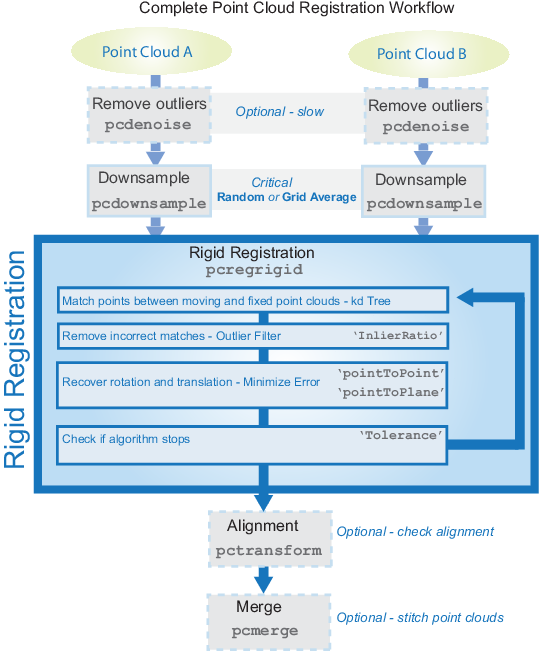 Complete Point Cloud Registration Workflow
Point Cloud A
Point Cloud B
Remove outliers
pcdenoise
Optional - slow
Remove outliers
pcdenoise
Downsample
pcdownsample
Critical
Random or Grid Average
Downsample
pcdownsample
Rigid Registration
Rigid Registration
pcregrigid
Match points between moving and fixed point clouds - kd Tree
Remove incorrect matches - Outlier Filter ‘InlierRatio’
Recover rotation and translation - Minimize Error ‘pointToPoint’
‘pointToPlane’
Check if algorithm stops ‘Tolerance’
Alignment
pctransform
Optional - check alignment
Merge
pcmerge
Optional - stitch point clouds